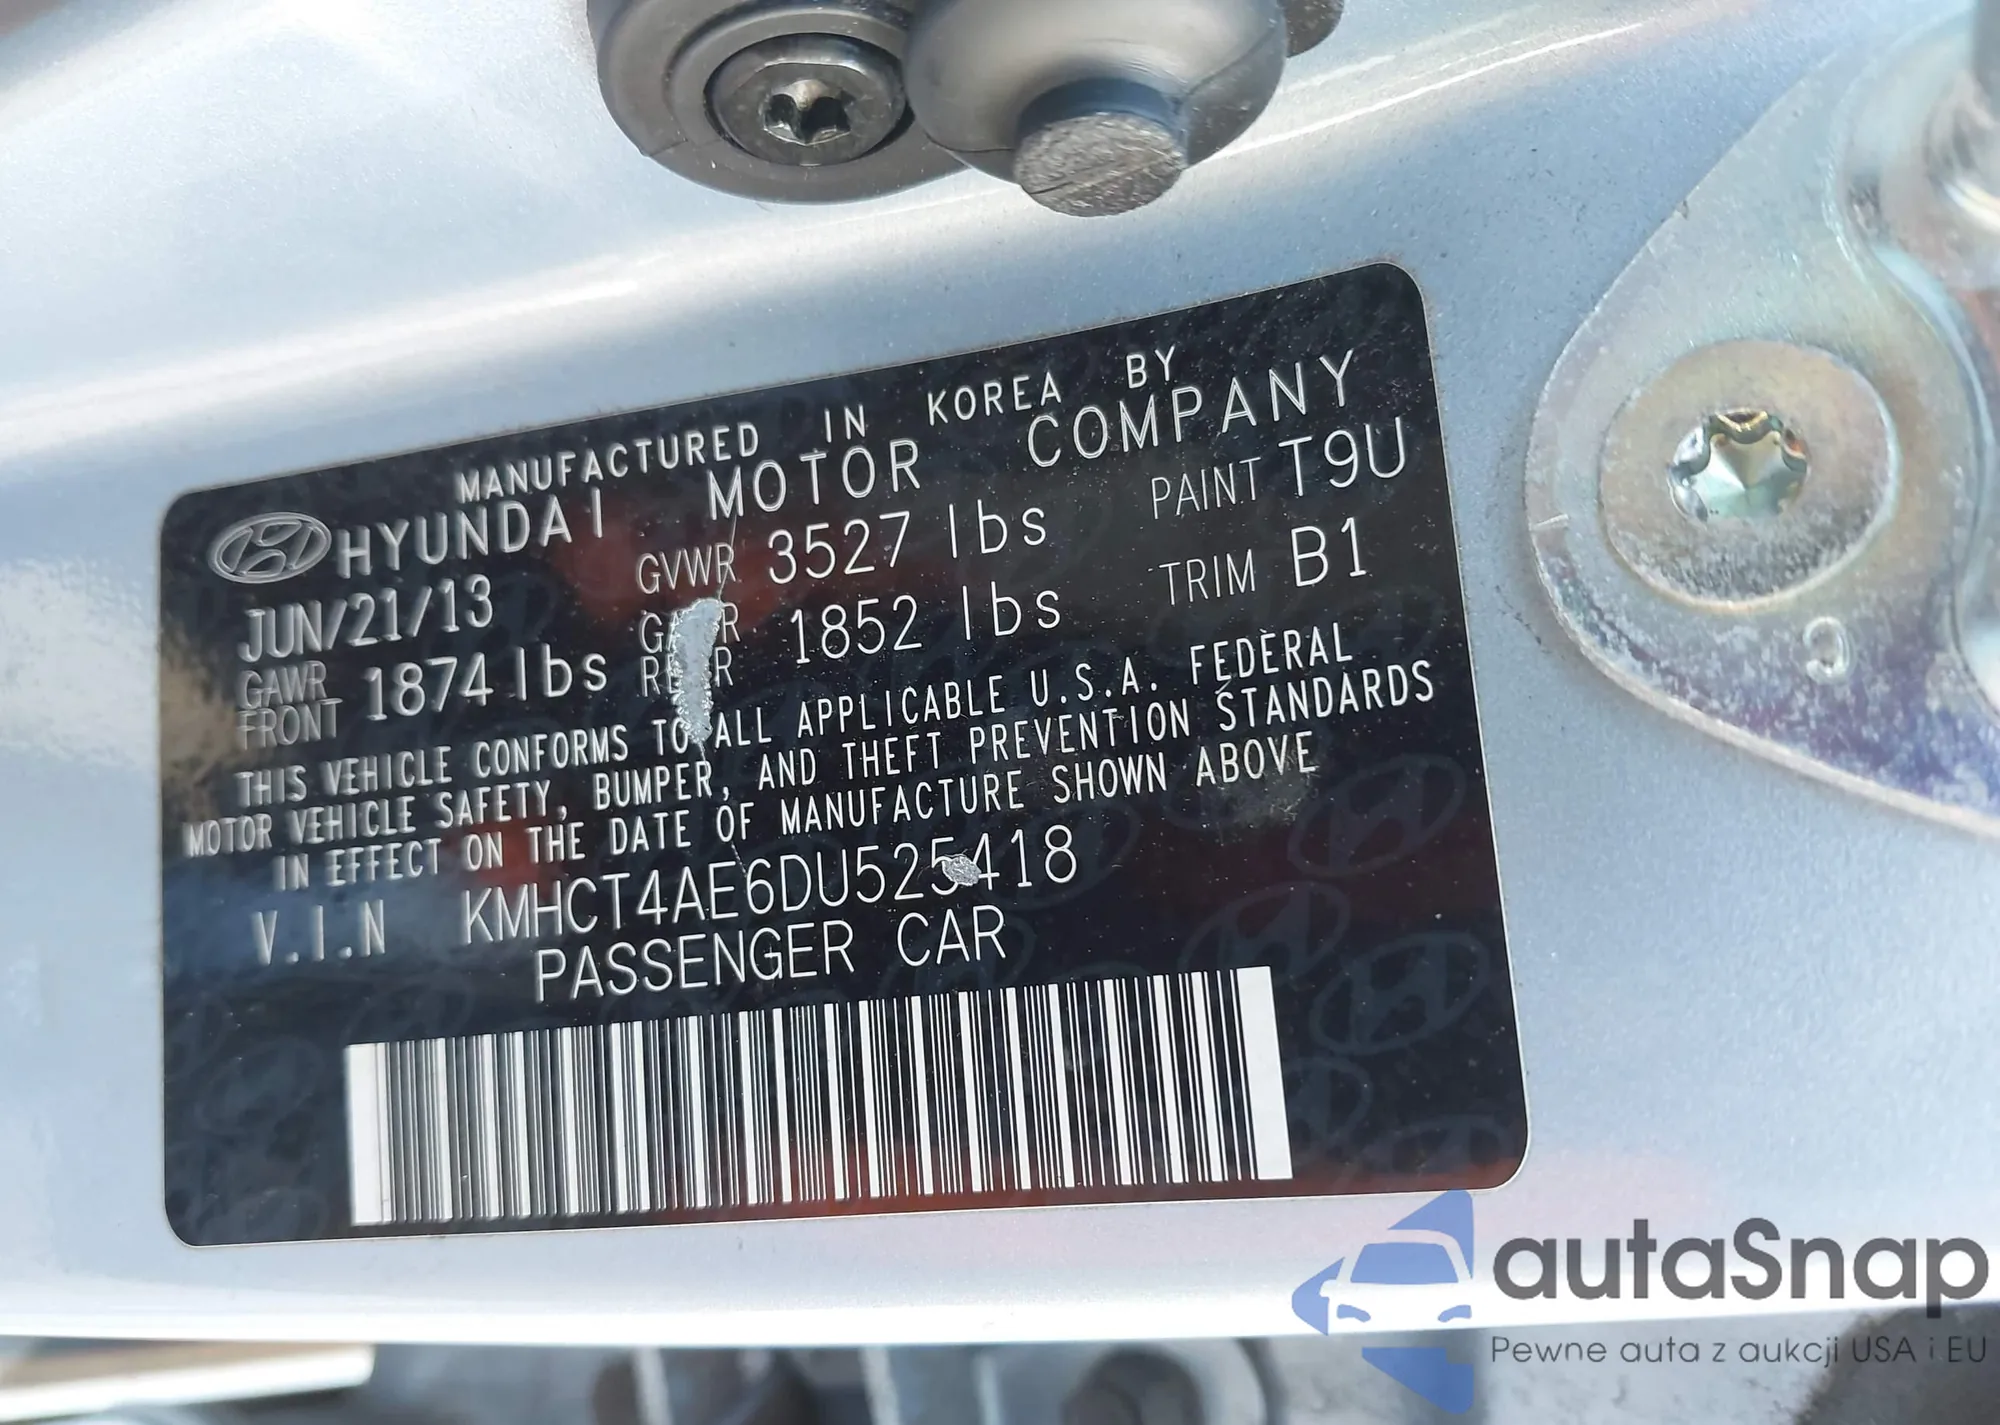 MANUFACTURED IN KOREA BY
HYUNDAI MOTOR COMPANY
JUN/21/13 GVWR 3527 lbs PAINT T9U
GAWR FRONT 1874 lbs GAWR REAR 1852 lbs TRIM B1
THIS VEHICLE CONFORMS TO ALL APPLICABLE U.S.A. FEDERAL
MOTOR VEHICLE SAFETY, BUMPER, AND THEFT PREVENTION STANDARDS
IN EFFECT ON THE DATE OF MANUFACTURE SHOWN ABOVE
V.I.N KMHCT4AE6DU525418
PASSENGER CAR
C
autaSnap
Pewne auta z aukcji USA i EU